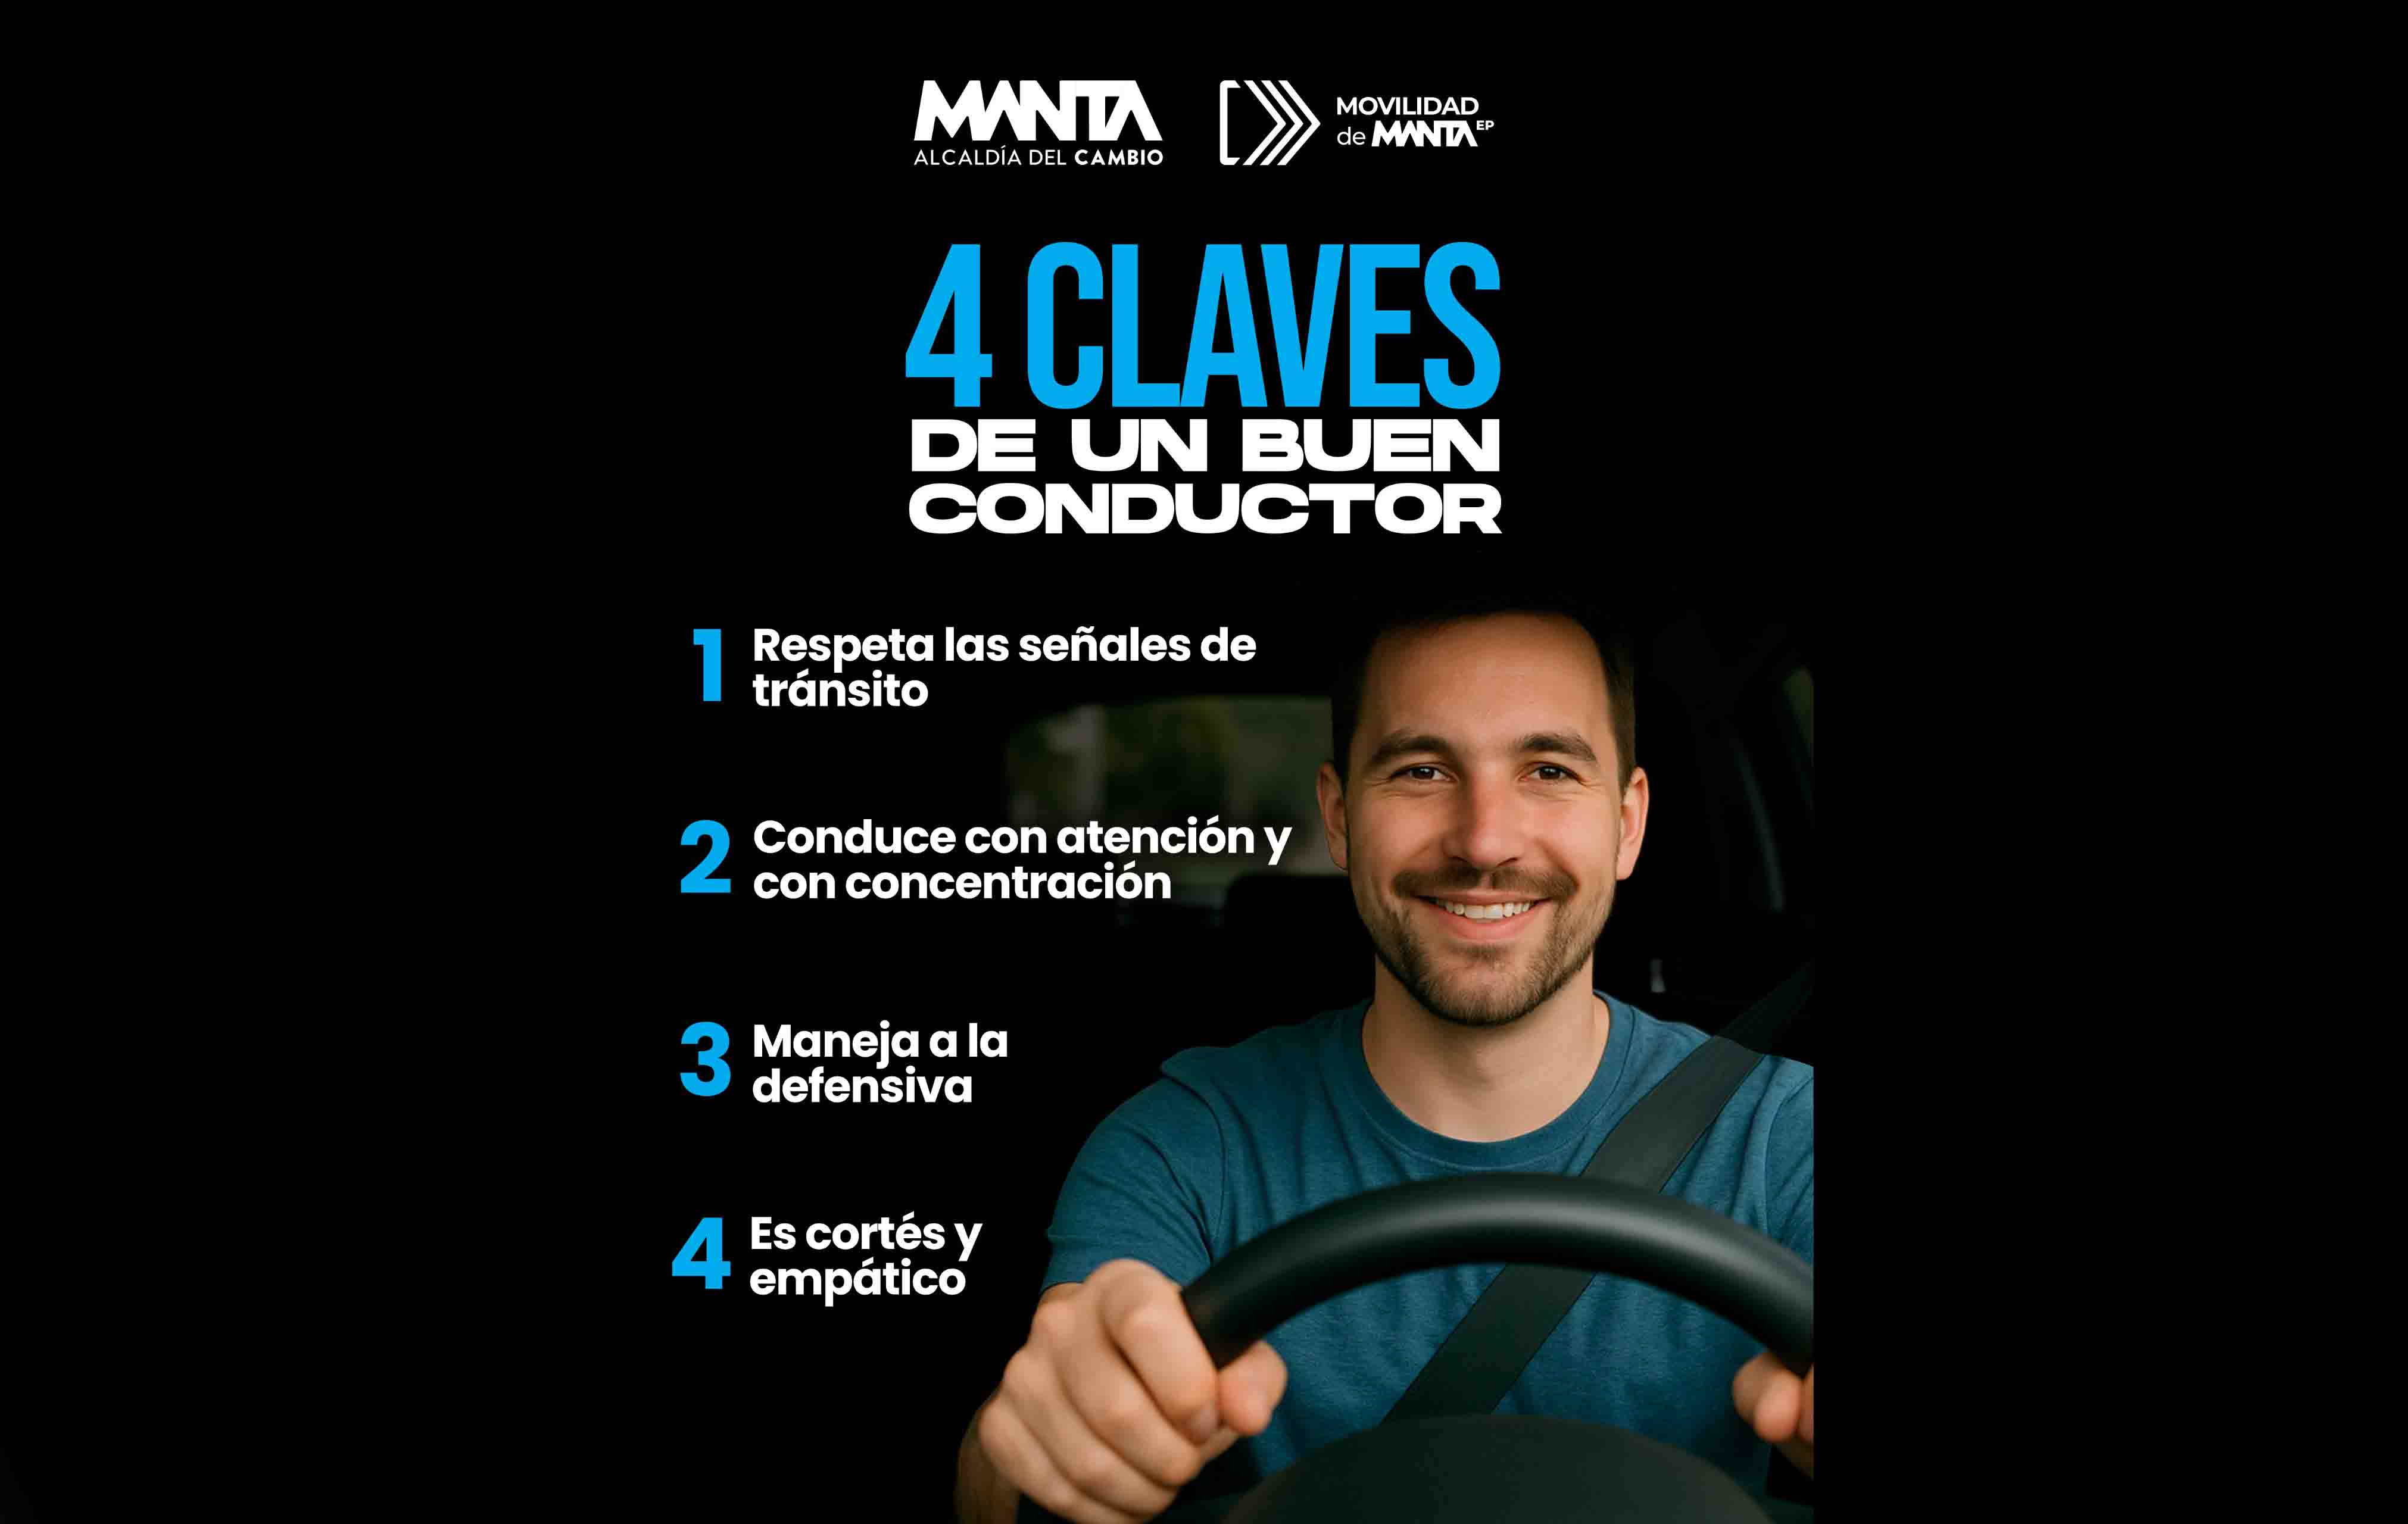 MANTA
ALCALDÍA DEL CAMBIO
MOVILIDAD
de MANTA EP
4 CLAVES
DE UN BUEN
CONDUCTOR
1 Respeta las señales de
tránsito
2 Conduce con atención y
con concentración
3 Maneja a la
defensiva
4 Es cortés y
empático